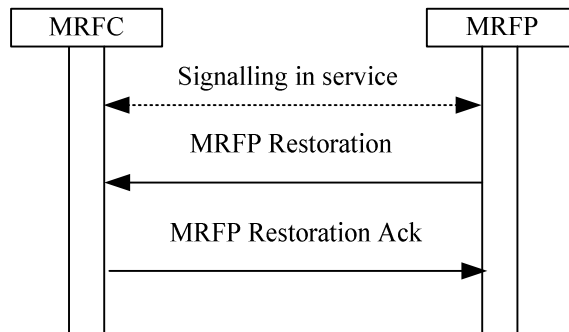 MRFC
MRFP
Signalling in service
MRFP Restoration
MRFP Restoration Ack